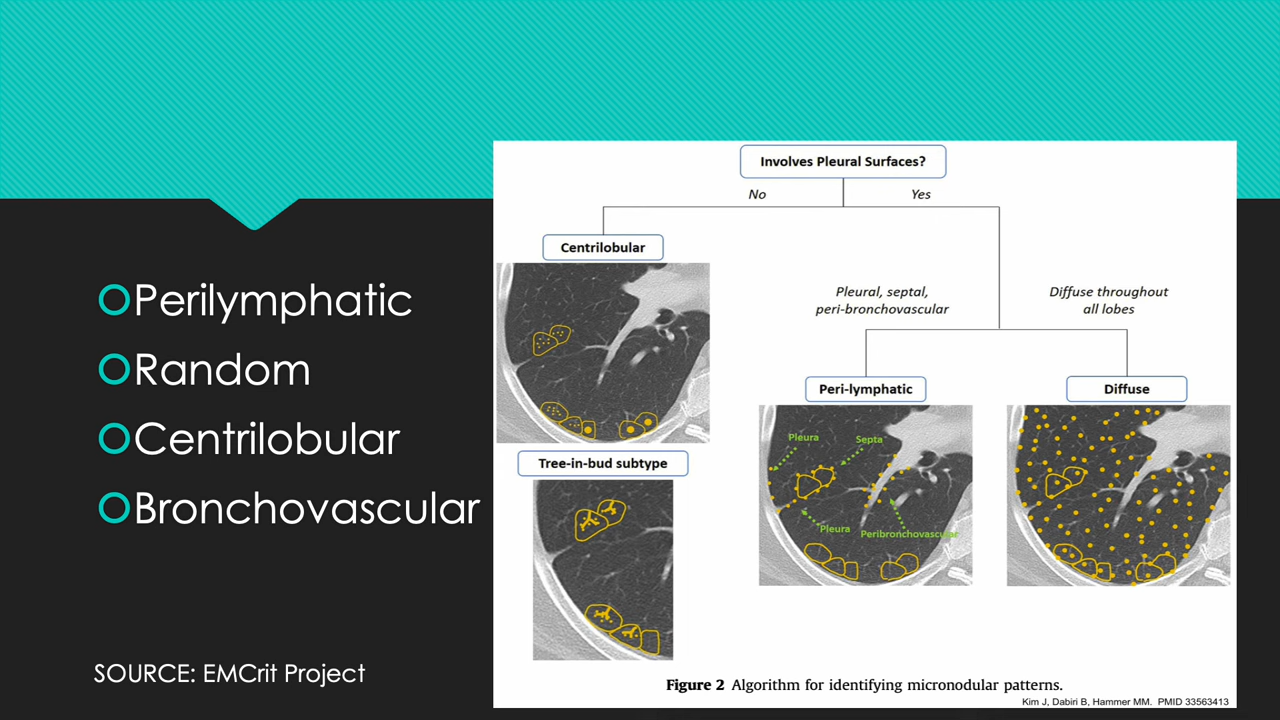 Perilymphatic
Random
Centrilobular
Bronchovascular
SOURCE: EMCrit Project
Involves Pleural Surfaces?
No
Yes
Centrilobular
Pleural, septal,
peri-bronchovascular
Diffuse throughout
all lobes
Peri-lymphatic
Diffuse
Pleura
Septa
Pleura
Peribronchovascular
Tree-in-bud subtype
Figure 2 Algorithm for identifying micronodular patterns.
Kim J, Dabiri B, Hammer MM. PMID 33563413